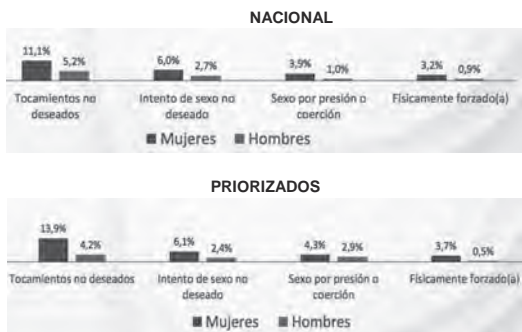 NACIONAL
11,1% 5,2% 6,0% 2,7% 3,9% 1,0% 3,2% 0,9%
Tocamientos no deseados Intento de sexo no deseado Sexo por presión o coerción Físicamente forzado(a)
Mujeres Hombres
PRIORIZADOS
13,9% 4,2% 6,1% 2,4% 4,3% 2,9% 3,7% 0,5%
Tocamientos no deseados Intento de sexo no deseado Sexo por presión o coerción Físicamente forzado(a)
Mujeres Hombres